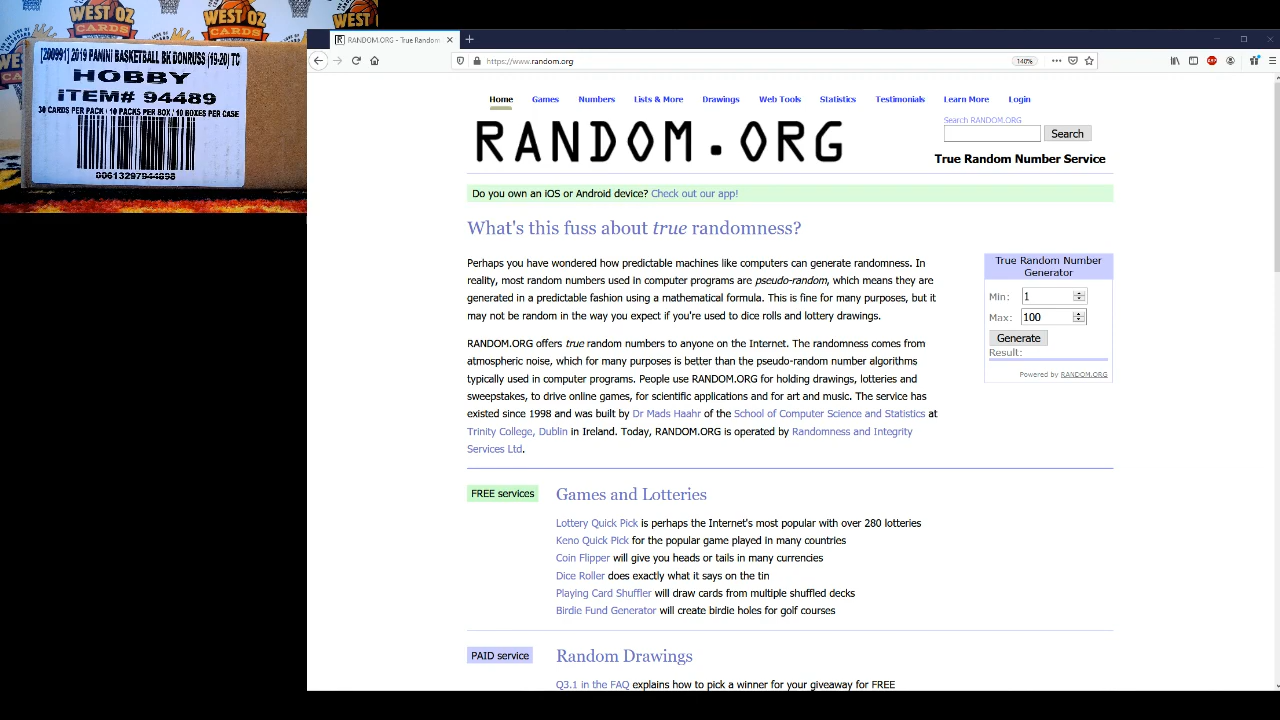 WEST OZ
CARDS
WEST OZ
CARDS
[200991] 2019 PANINI BASKETBALL BK DONRUSS (19-20) TC
HOBBY
ITEM# 94489
30 CARDS PER PACK / 10 PACKS PER BOX / 10 BOXES PER CASE
RANDOM.ORG - True Random
https://www.random.org
140%
Home Games Numbers Lists & More Drawings Web Tools Statistics Testimonials Learn More Login
RANDOM.ORG
Search RANDOM.ORG
Search
True Random Number Service
Do you own an iOS or Android device? Check out our app!
What's this fuss about true randomness?
Perhaps you have wondered how predictable machines like computers can generate randomness. In
reality, most random numbers used in computer programs are pseudo-random, which means they are
generated in a predictable fashion using a mathematical formula. This is fine for many purposes, but it
may not be random in the way you expect if you're used to dice rolls and lottery drawings.
RANDOM.ORG offers true random numbers to anyone on the Internet. The randomness comes from
atmospheric noise, which for many purposes is better than the pseudo-random number algorithms
typically used in computer programs. People use RANDOM.ORG for holding drawings, lotteries and
sweepstakes, to drive online games, for scientific applications and for art and music. The service has
existed since 1998 and was built by Dr Mads Haahr of the School of Computer Science and Statistics at
Trinity College, Dublin in Ireland. Today, RANDOM.ORG is operated by Randomness and Integrity
Services Ltd.
True Random Number
Generator
Min: 1
Max: 100
Generate
Result:
Powered by RANDOM.ORG
FREE services
Games and Lotteries
Lottery Quick Pick is perhaps the Internet's most popular with over 280 lotteries
Keno Quick Pick for the popular game played in many countries
Coin Flipper will give you heads or tails in many currencies
Dice Roller does exactly what it says on the tin
Playing Card Shuffler will draw cards from multiple shuffled decks
Birdie Fund Generator will create birdie holes for golf courses
PAID service
Random Drawings
Q3.1 in the FAQ explains how to pick a winner for your giveaway for FREE